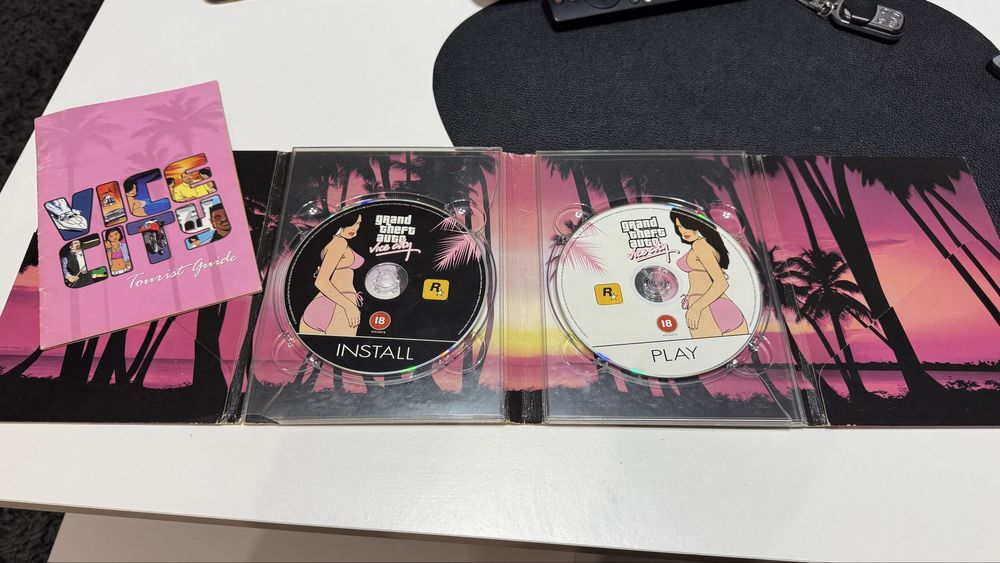 VICE
CITY
Tourist Guide
grand
theft
auto
vice city
R
18
INSTALL
grand
theft
auto
vice city
R
18
PLAY